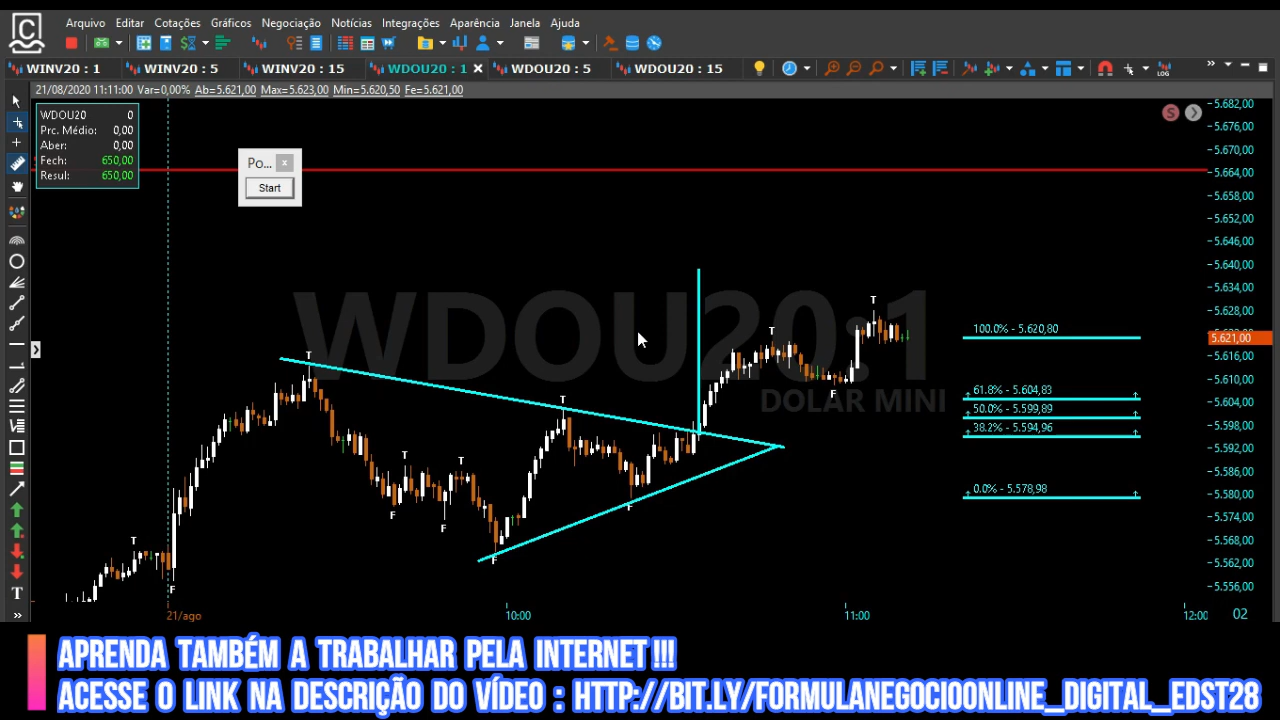 Arquivo Editar Cotações Gráficos Negociação Notícias Integrações Aparência Janela Ajuda
WINV20 : 1 WINV20 : 5 WINV20 : 15 WDOU20 : 1 WDOU20 : 5 WDOU20 : 15 LOG
21/08/2020 11:11:00 Var=0,00% Ab=5.621,00 Max=5.623,00 Min=5.620,50 Fe=5.621,00
WDOU20 0
Prc. Médio: 0,00
Aber: 0,00
Fech: 650,00
Resul: 650,00
Po... x
Start
S
WDOU20:1
DOLAR MINI
T
T
T
T
T
T
T
F
F
F
F
F
F
100.0% - 5.620,80
61.8% - 5.604,83
50.0% - 5.599,89
38.2% - 5.594,96
0.0% - 5.578,98
5.682,00
5.676,00
5.670,00
5.664,00
5.658,00
5.652,00
5.646,00
5.640,00
5.634,00
5.628,00
5.621,00
5.616,00
5.610,00
5.604,00
5.598,00
5.592,00
5.586,00
5.580,00
5.574,00
5.568,00
5.562,00
5.556,00
21/ago 10:00 11:00 12:00 02
APRENDA TAMBÉM A TRABALHAR PELA INTERNET!!!
ACESSE O LINK NA DESCRIÇÃO DO VÍDEO : HTTP://BIT.LY/FORMULANEGOCIOONLINE_DIGITAL_EDST28